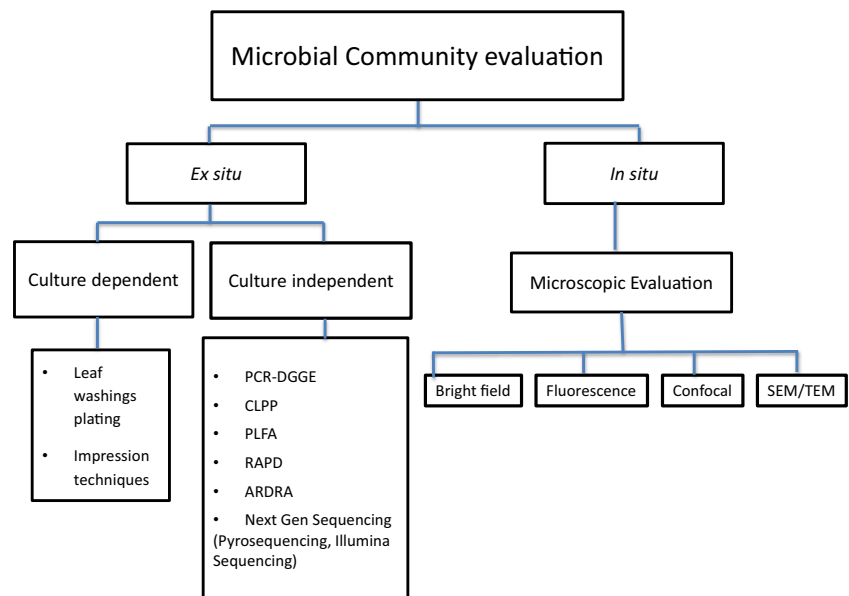 Microbial Community evaluation
Ex situ
In situ
Culture dependent
Culture independent
Microscopic Evaluation
• Leaf
washings
plating
• Impression
techniques
• PCR-DGGE
• CLPP
• PLFA
• RAPD
• ARDRA
• Next Gen Sequencing
(Pyrosequencing, Illumina
Sequencing)
Bright field
Fluorescence
Confocal
SEM/TEM